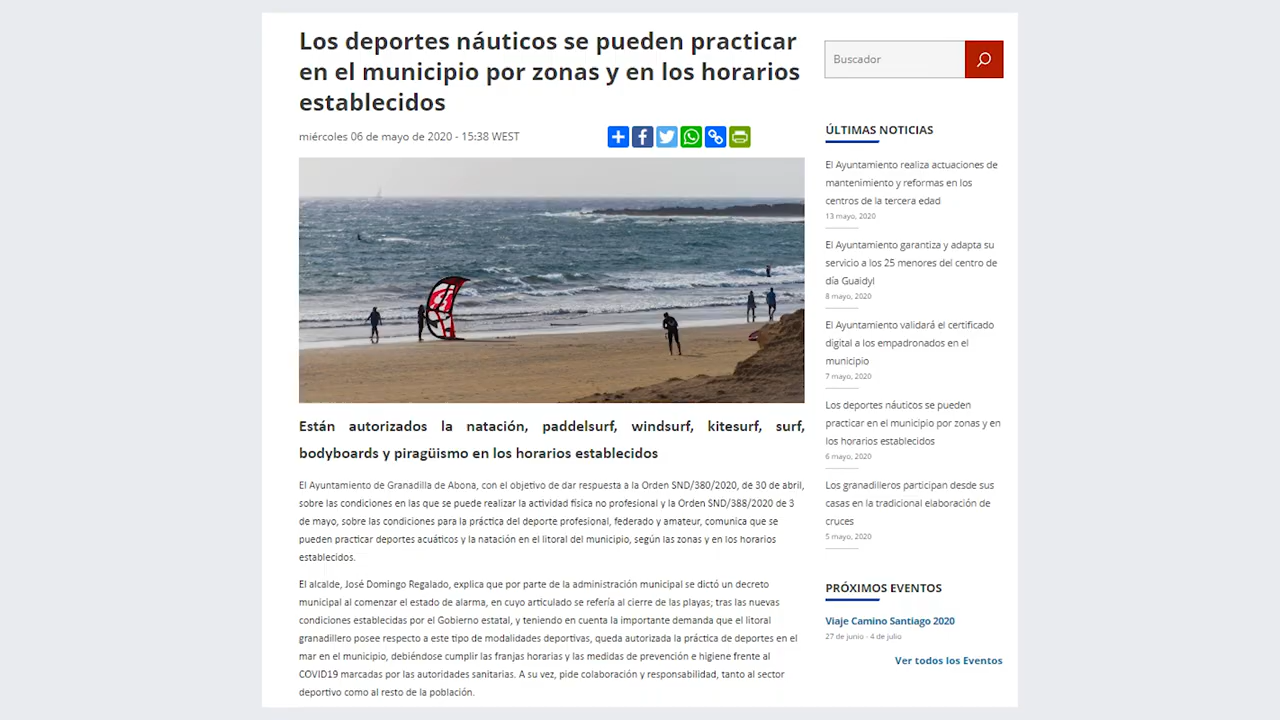 Los deportes náuticos se pueden practicar
en el municipio por zonas y en los horarios
establecidos
miércoles 06 de mayo de 2020 - 15:38 WEST
Están autorizados la natación, paddelsurf, windsurf, kitesurf, surf,
bodyboards y piragüismo en los horarios establecidos
El Ayuntamiento de Granadilla de Abona, con el objetivo de dar respuesta a la Orden SND/380/2020, de 30 de abril,
sobre las condiciones en las que se puede realizar la actividad física no profesional y la Orden SND/388/2020 de 3
de mayo, sobre las condiciones para la práctica del deporte profesional, federado y amateur, comunica que se
pueden practicar deportes acuáticos y la natación en el litoral del municipio, según las zonas y en los horarios
establecidos.
El alcalde, José Domingo Regalado, explica que por parte de la administración municipal se dictó un decreto
municipal al comenzar el estado de alarma, en cuyo articulado se refería al cierre de las playas; tras las nuevas
condiciones establecidas por el Gobierno estatal, y teniendo en cuenta la importante demanda que el litoral
granadillero posee respecto a este tipo de modalidades deportivas, queda autorizada la práctica de deportes en el
mar en el municipio, debiéndose cumplir las franjas horarias y las medidas de prevención e higiene frente al
COVID19 marcadas por las autoridades sanitarias. A su vez, pide colaboración y responsabilidad, tanto al sector
deportivo como al resto de la población.
Buscador
ÚLTIMAS NOTICIAS
El Ayuntamiento realiza actuaciones de
mantenimiento y reformas en los
centros de la tercera edad
13 mayo, 2020
El Ayuntamiento garantiza y adapta su
servicio a los 25 menores del centro de
día Guaidyl
8 mayo, 2020
El Ayuntamiento validará el certificado
digital a los empadronados en el
municipio
7 mayo, 2020
Los deportes náuticos se pueden
practicar en el municipio por zonas y en
los horarios establecidos
6 mayo, 2020
Los granadilleros participan desde sus
casas en la tradicional elaboración de
cruces
5 mayo, 2020
PRÓXIMOS EVENTOS
Viaje Camino Santiago 2020
27 de junio - 4 de julio
Ver todos los Eventos